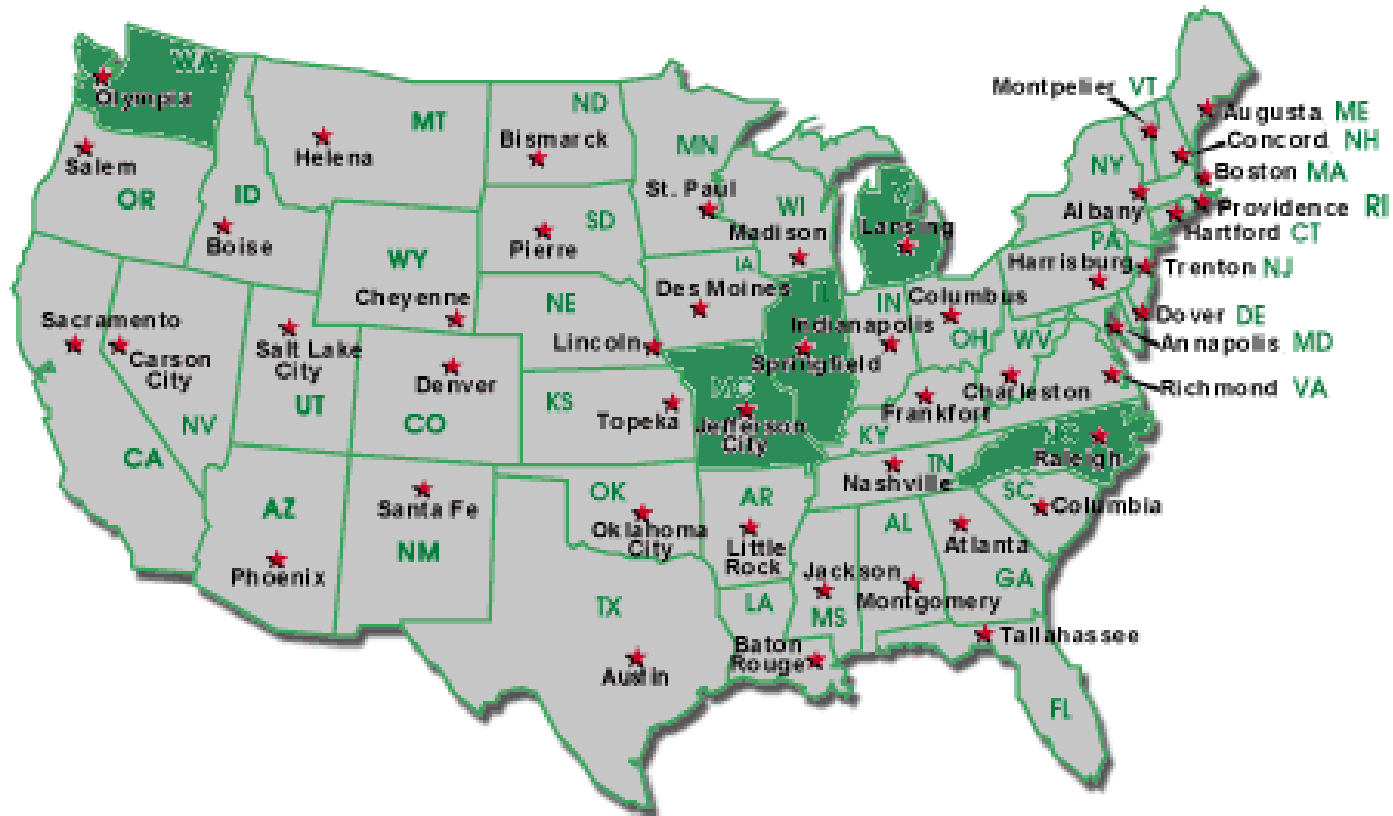 WA
Olympia
Montpelier VT
ND
MT
Augusta ME
Bismarck
Helena
Concord NH
MN
Salem
NY
Boston MA
St. Paul
ID
OR
WI
SD
Albany
Providence RI
Lansing
Madison
Hartford CT
Boise
Pierre
PA
WY
IA
Harrisburg
Trenton NJ
Des Moines
IL
IN
Columbus
Cheyenne
NE
Dover DE
Sacramento
Indianapolis
OH
WV
Annapolis MD
Carson
City
Salt Lake
City
Lincoln
Springfield
Denver
MO
Charleston
Richmond VA
UT
KS
Frankfort
Topeka
Jefferson
City
NV
CO
KY
NC
Raleigh
CA
TN
Nashville
OK
AR
SC
Santa Fe
Columbia
AZ
Oklahoma
City
AL
Atlanta
NM
Little
Rock
Phoenix
Jackson
GA
TX
LA
MS
Montgomery
Baton
Rouge
Tallahassee
Austin
FL